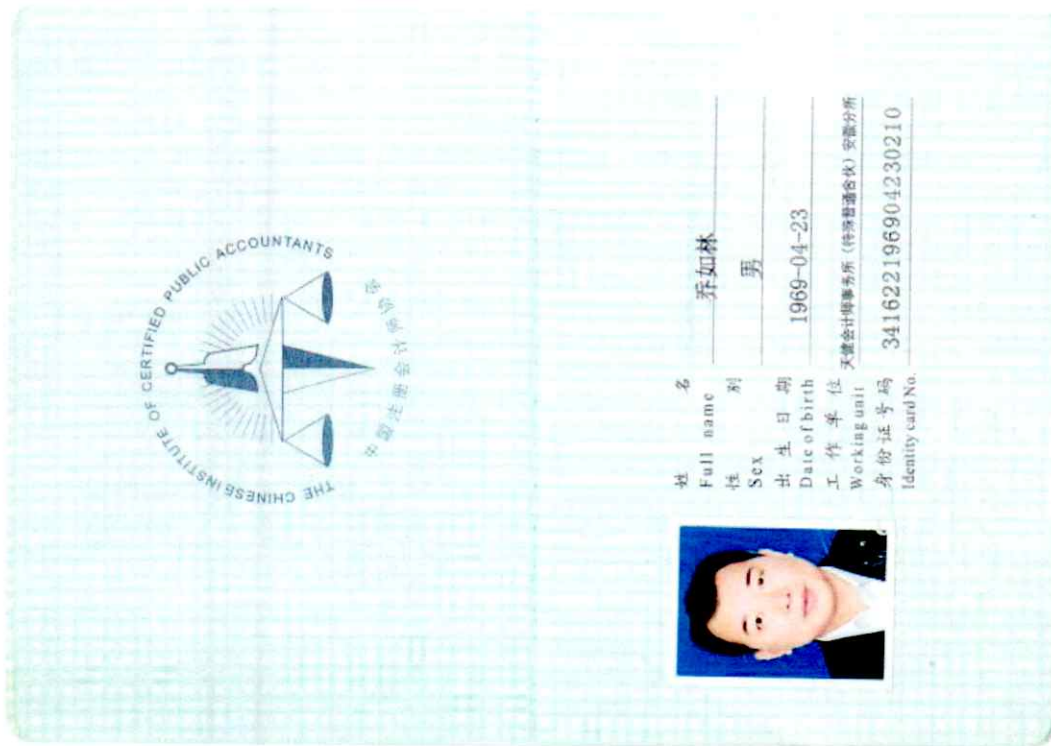 THE CHINESE INSTITUTE OF CERTIFIED PUBLIC ACCOUNTANTS
中国注册会计师协会
姓 名 乔如林
Full name
性 别 男
Sex
出 生 日 期 1969-04-23
Date of birth
工 作 单 位 天健会计师事务所（特殊普通合伙）安徽分所
Working unit
身 份 证 号 码 341622196904230210
Identity card No.